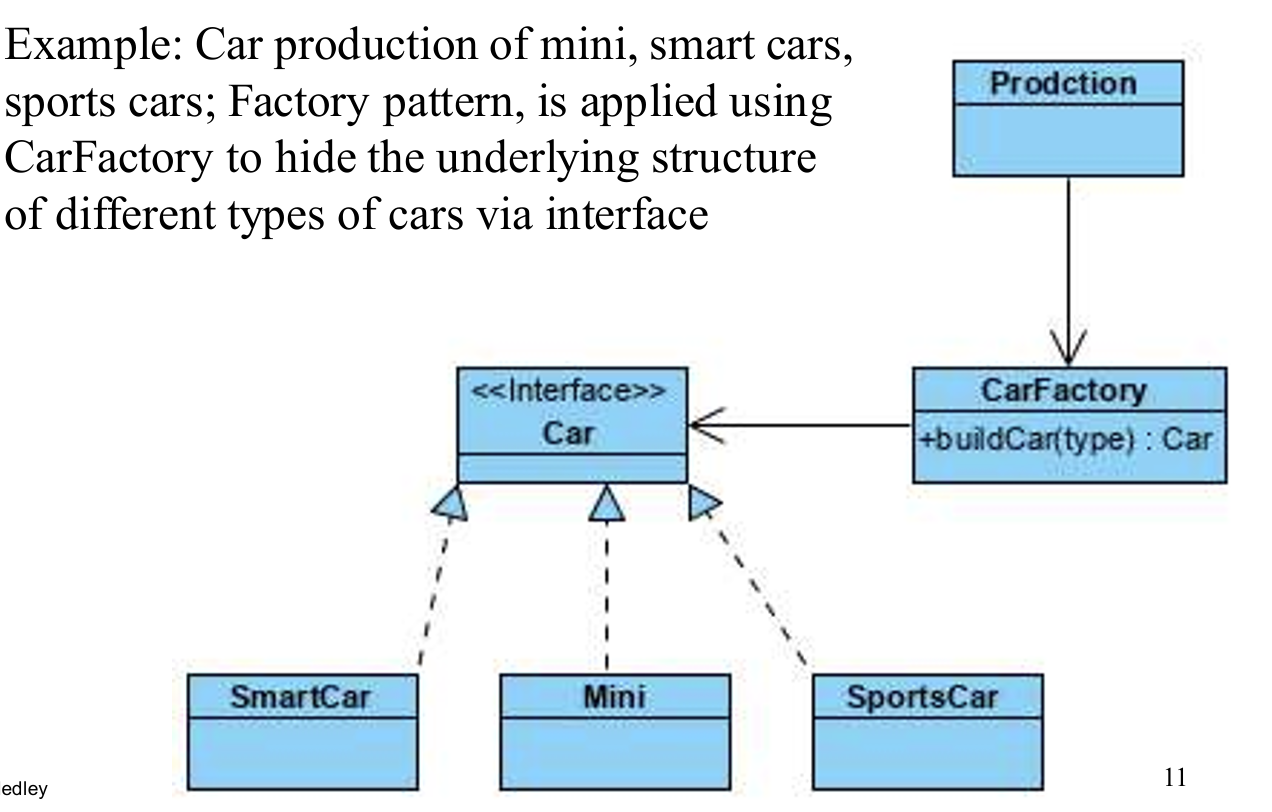 Example: Car production of mini, smart cars,
sports cars; Factory pattern, is applied using
CarFactory to hide the underlying structure
of different types of cars via interface
Prodction
<<Interface>>
Car
CarFactory
+buildCar(type) : Car
SmartCar
Mini
SportsCar
edley
11